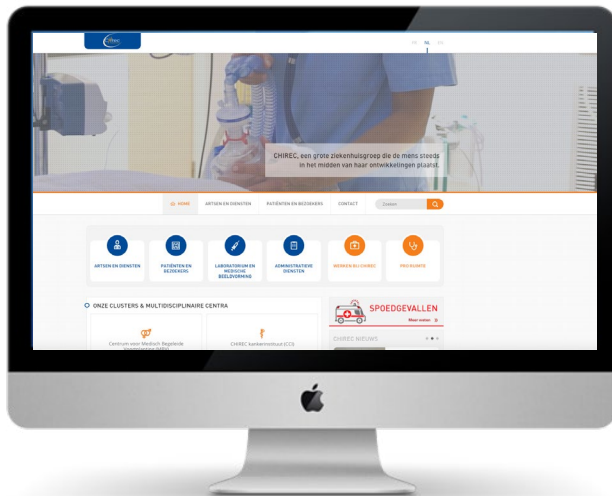 Chirec
FR NL EN
CHIREC, een grote ziekenhuisgroep die de mens steeds
in het midden van haar ontwikkelingen plaatst.
HOME ARTSEN EN DIENSTEN PATIËNTEN EN BEZOEKERS CONTACT Zoeken
ARTSEN EN DIENSTEN
PATIËNTEN EN
BEZOEKERS
LABORATORIUM EN
MEDISCHE
BEELDVORMING
ADMINISTRATIEVE
DIENSTEN
WERKEN BIJ CHIREC
PRO RUIMTE
ONZE CLUSTERS & MULTIDISCIPLINAIRE CENTRA
Centrum voor Medisch Begeleide
CHIREC kankerinstituut (CCI)
SPOEDGEVALLEN
Meer weten
CHIREC NIEUWS